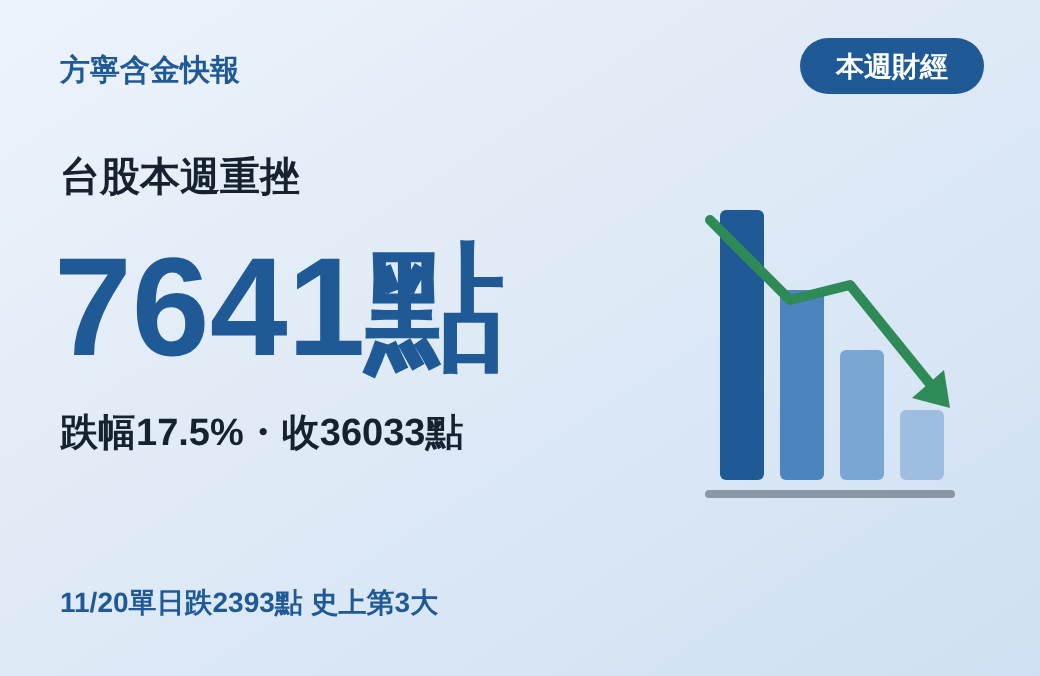 方寧含金快報
本週財經
台股本週重挫
7641點
跌幅17.5%・收36033點
11/20單日跌2393點 史上第3大